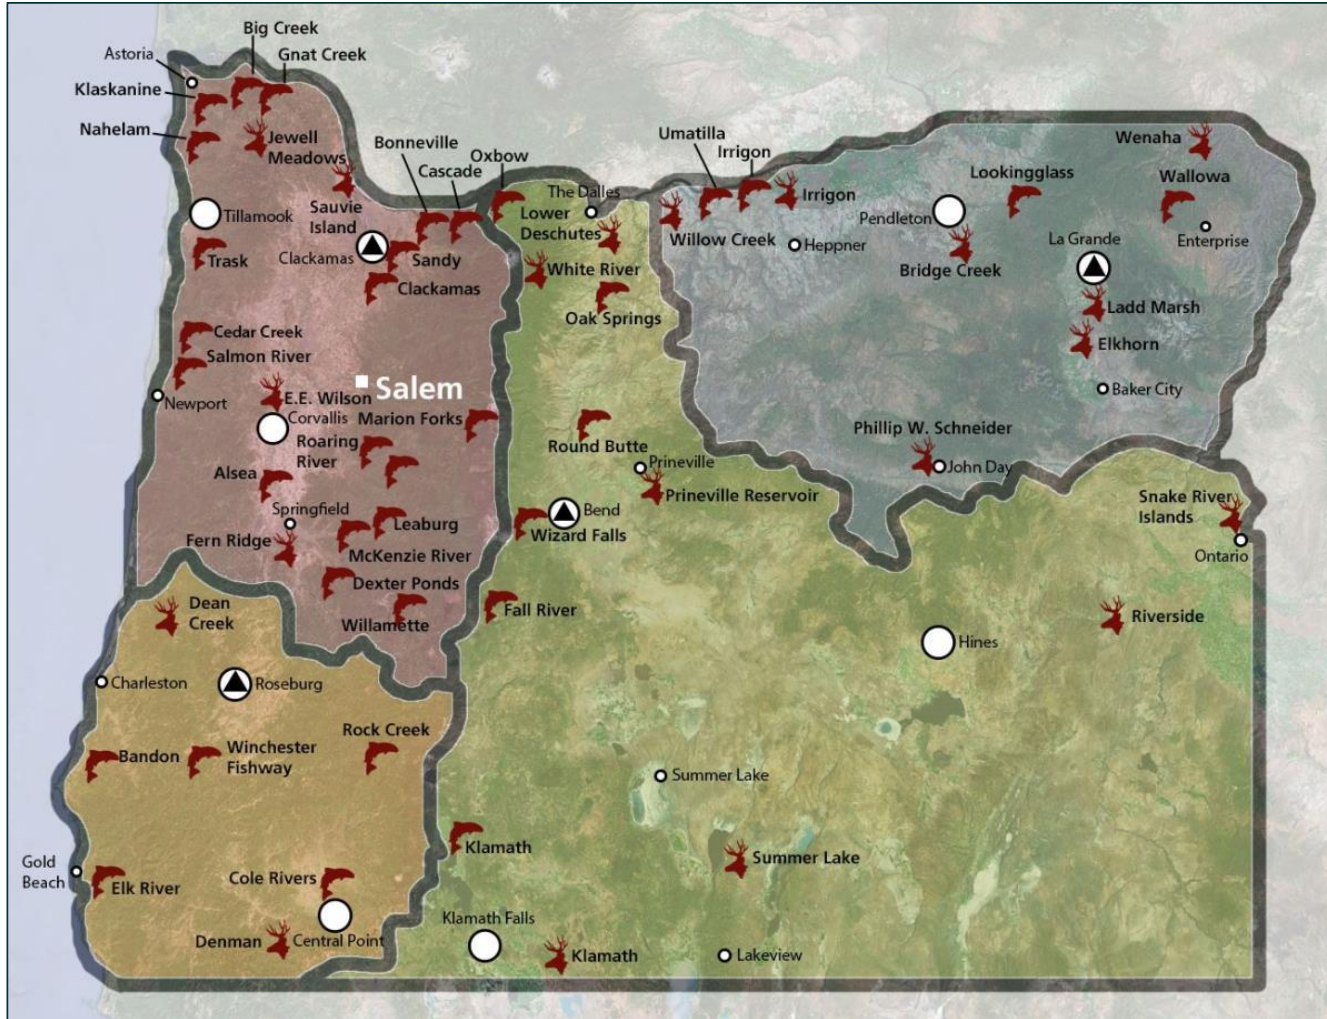 Big Creek
Gnat Creek
Astoria
Klaskanine
Nahelam
Jewell
Meadows
Bonneville
Cascade
Oxbow
Umatilla
Irrigon
Wenaha
Lookingglass
Wallowa
The Dalles
Irrigon
Tillamook
Sauvie
Island
Lower
Deschutes
Willow Creek
Heppner
Pendleton
Enterprise
Clackamas
Sandy
Trask
White River
Bridge Creek
La Grande
Clackamas
Oak Springs
Ladd Marsh
Cedar Creek
Elkhorn
Salmon River
Salem
Baker City
Newport
E.E. Wilson
Corvallis
Marion Forks
Phillip W. Schneider
Roaring
River
Round Butte
Prineville
John Day
Alsea
Prineville Reservoir
Snake River
Islands
Springfield
Leaburg
Bend
Wizard Falls
Fern Ridge
McKenzie River
Ontario
Dexter Ponds
Dean
Creek
Willamette
Fall River
Riverside
Hines
Charleston
Roseburg
Rock Creek
Bandon
Winchester
Fishway
Summer Lake
Klamath
Summer Lake
Gold
Beach
Elk River
Cole Rivers
Klamath Falls
Denman
Central Point
Klamath
Lakeview